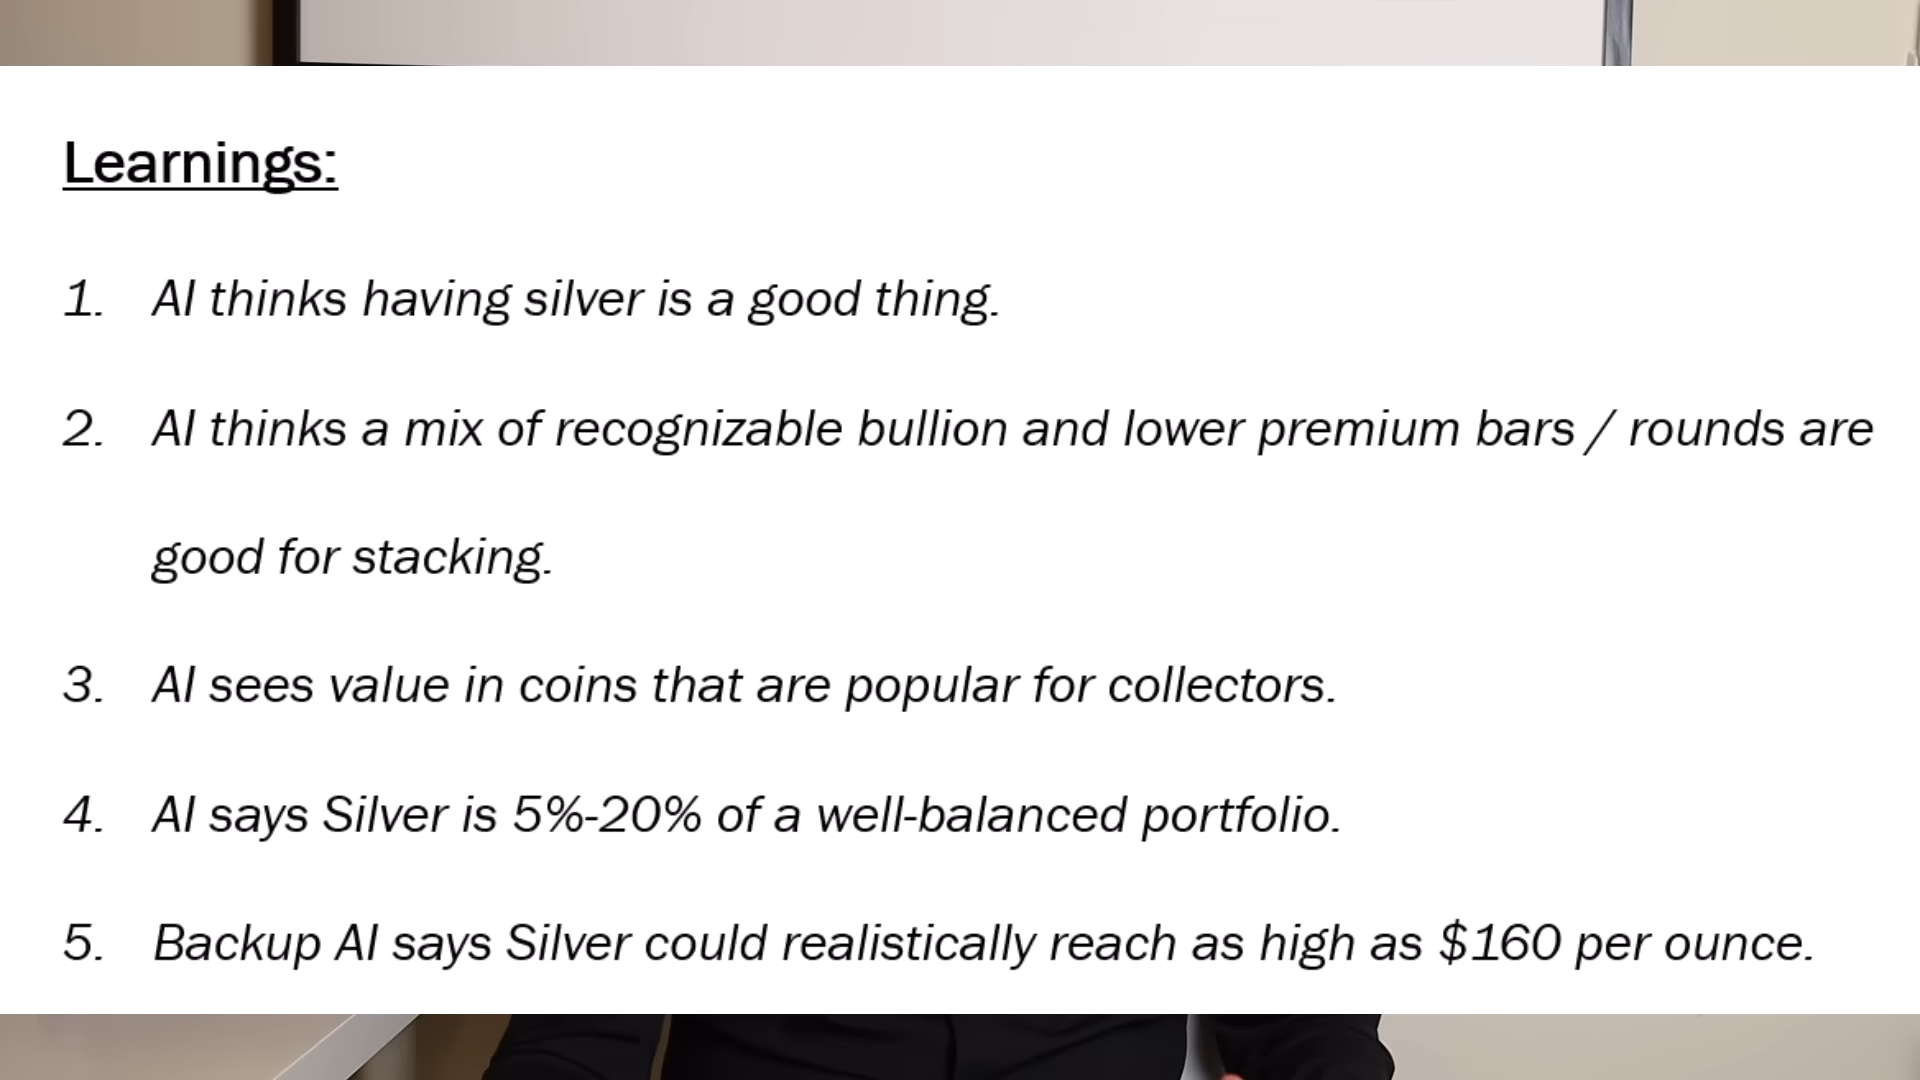 Learnings:
1. AI thinks having silver is a good thing.
2. AI thinks a mix of recognizable bullion and lower premium bars / rounds are
good for stacking.
3. AI sees value in coins that are popular for collectors.
4. AI says Silver is 5%-20% of a well-balanced portfolio.
5. Backup AI says Silver could realistically reach as high as $160 per ounce.